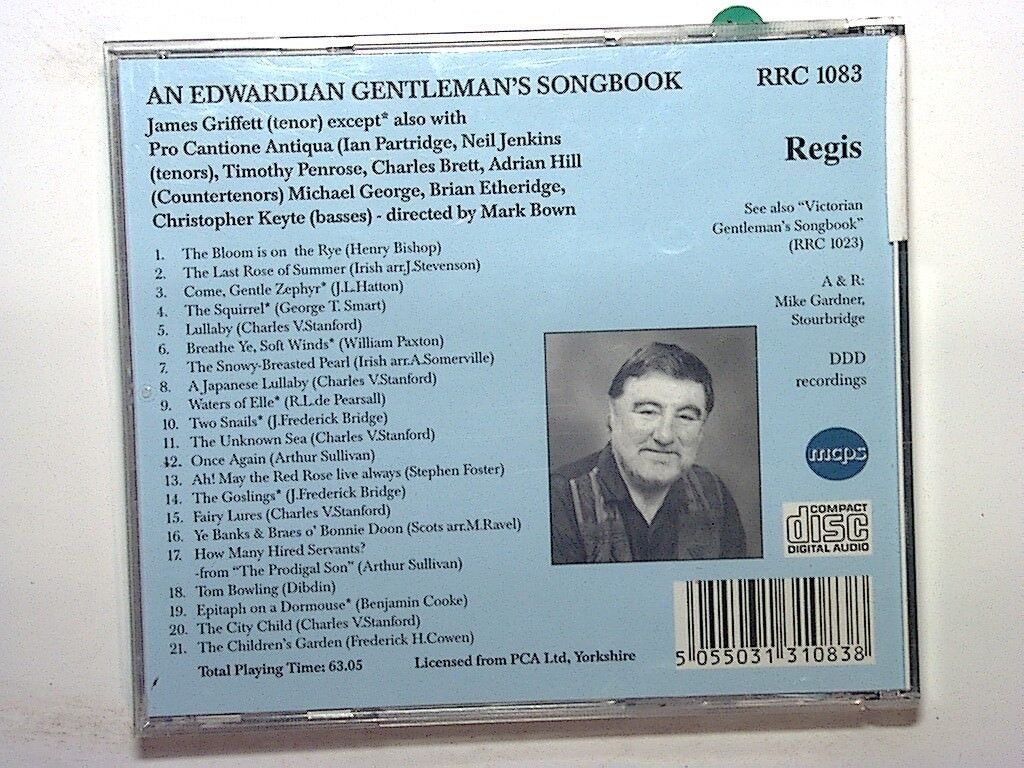 AN EDWARDIAN GENTLEMAN'S SONGBOOK
James Griffett (tenor) except* also with
Pro Cantione Antiqua (Ian Partridge, Neil Jenkins
(tenors), Timothy Penrose, Charles Brett, Adrian Hill
(Countertenors) Michael George, Brian Etheridge,
Christopher Keyte (basses) - directed by Mark Bown
1. The Bloom is on the Rye (Henry Bishop)
2. The Last Rose of Summer (Irish arr.J.Stevenson)
3. Come, Gentle Zephyr* (J.L.Hatton)
4. The Squirrel* (George T. Smart)
5. Lullaby (Charles V.Stanford)
6. Breathe Ye, Soft Winds* (William Paxton)
7. The Snowy-Breasted Pearl (Irish arr.A.Somerville)
8. A Japanese Lullaby (Charles V.Stanford)
9. Waters of Elle* (R.L.de Pearsall)
10. Two Snails* (J.Frederick Bridge)
11. The Unknown Sea (Charles V.Stanford)
12. Once Again (Arthur Sullivan)
13. Ah! May the Red Rose live always (Stephen Foster)
14. The Goslings* (J.Frederick Bridge)
15. Fairy Lures (Charles V.Stanford)
16. Ye Banks & Braes o' Bonnie Doon (Scots arr.M.Ravel)
17. How Many Hired Servants?
-from "The Prodigal Son" (Arthur Sullivan)
18. Tom Bowling (Dibdin)
19. Epitaph on a Dormouse* (Benjamin Cooke)
20. The City Child (Charles V.Stanford)
21. The Children's Garden (Frederick H.Cowen)
Total Playing Time: 63.05
Licensed from PCA Ltd, Yorkshire
RRC 1083
Regis
See also "Victorian
Gentleman's Songbook"
(RRC 1023)
A & R:
Mike Gardner,
Stourbridge
DDD
recordings
mcps
COMPACT
disc
DIGITAL AUDIO
5 055031 310838